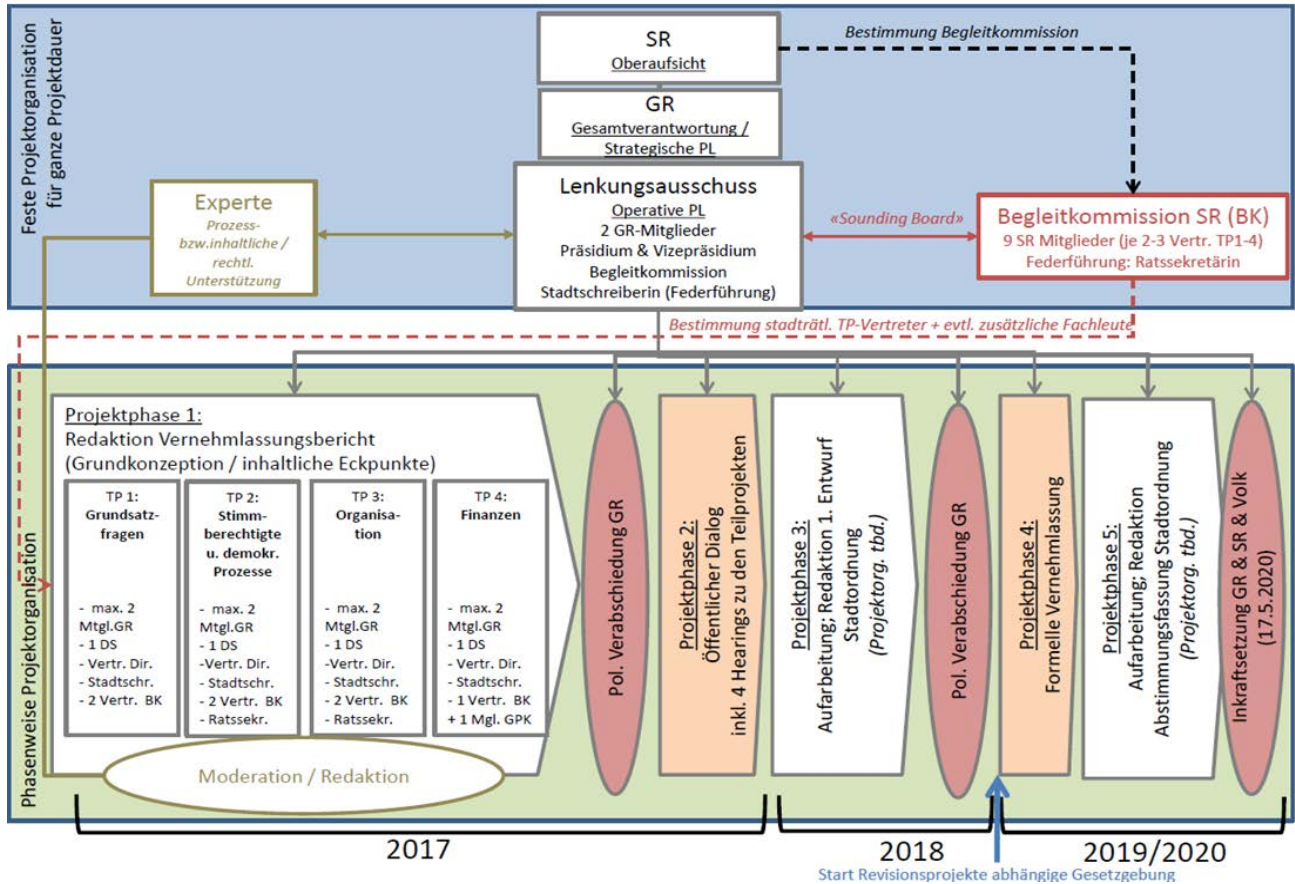 Feste Projektorganisation
für ganze Projektdauer
SR
Oberaufsicht
Bestimmung Begleitkommission
GR
Gesamtverantwortung /
Strategische PL
Lenkungsausschuss
Operative PL
2 GR-Mitglieder
Präsidium & Vizepräsidium
Begleitkommission
Stadtschreiberin (Federführung)
Experte
Prozess-
bzw.inhaltliche /
rechtl.
Unterstützung
«Sounding Board»
Begleitkommission SR (BK)
9 SR Mitglieder (je 2-3 Vertr. TP1-4)
Federführung: Ratssekretärin
Bestimmung stadträtl. TP-Vertreter + evtl. zusätzliche Fachleute
Phasenweise Projektorganisation
Projektphase 1:
Redaktion Vernehmlassungsbericht
(Grundkonzeption / inhaltliche Eckpunkte)
TP 1:
Grundsatz-
fragen
- max. 2
Mtgl.GR
- 1 DS
- Vertr. Dir.
- Stadtschr.
- 2 Vertr. BK
TP 2:
Stimm-
berechtigte
u. demokr.
Prozesse
- max. 2
Mtgl.GR
- 1 DS
-Vertr. Dir.
- Stadtschr.
- 2 Vertr. BK
- Ratssekr.
TP 3:
Organisa-
tion
- max. 2
Mtgl.GR
- 1 DS
-Vertr. Dir.
- Stadtschr.
- 2 Vertr. BK
- Ratssekr.
TP 4:
Finanzen
- max. 2
Mtgl.GR
- 1 DS
- Vertr. Dir.
- Stadtschr.
- 1 Vertr. BK
+ 1 Mgl. GPK
Moderation / Redaktion
Pol. Verabschiedung GR
Projektphase 2:
Öffentlicher Dialog
inkl. 4 Hearings zu den Teilprojekten
Projektphase 3:
Aufarbeitung; Redaktion 1. Entwurf
Stadtordnung
(Projektorg. tbd.)
Pol. Verabschiedung GR
Projektphase 4:
Formelle Vernehmlassung
Projektphase 5:
Aufarbeitung; Redaktion
Abstimmungsfassung Stadtordnung
(Projektorg. tbd.)
Inkraftsetzung GR & SR & Volk
(17.5.2020)
2017
2018
2019/2020
Start Revisionsprojekte abhängige Gesetzgebung